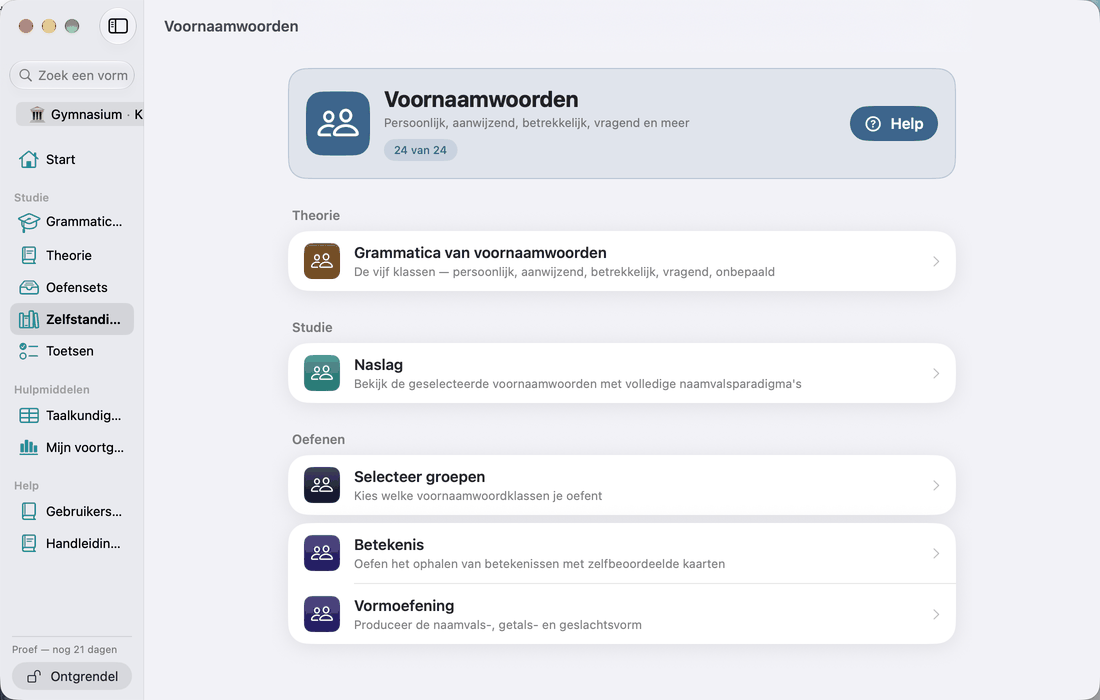 Voornaamwoorden
Zoek een vorm
Gymnasium · K
Start
Studie
Grammatic...
Theorie
Oefensets
Zelfstandi...
Toetsen
Hulpmiddelen
Taalkundig...
Mijn voortg...
Help
Gebruikers...
Handleidin...
Proef — nog 21 dagen
Ontgrendel
Voornaamwoorden
Persoonlijk, aanwijzend, betrekkelijk, vragend en meer
24 van 24
Help
Theorie
Grammatica van voornaamwoorden
De vijf klassen — persoonlijk, aanwijzend, betrekkelijk, vragend, onbepaald
Studie
Naslag
Bekijk de geselecteerde voornaamwoorden met volledige naamvalsparadigma's
Oefenen
Selecteer groepen
Kies welke voornaamwoordklassen je oefent
Betekenis
Oefen het ophalen van betekenissen met zelfbeoordeelde kaarten
Vormoefening
Produceer de naamvals-, getals- en geslachtsvorm